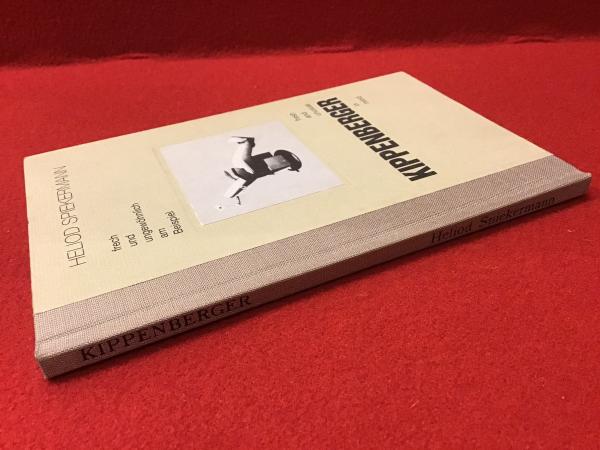 HELIOD SPIEKERMANN
frech
und
ungewöhnlich
am
Beispiel
KIPPENBERGER
KIPPENBERGER
Heliod Spiekermann